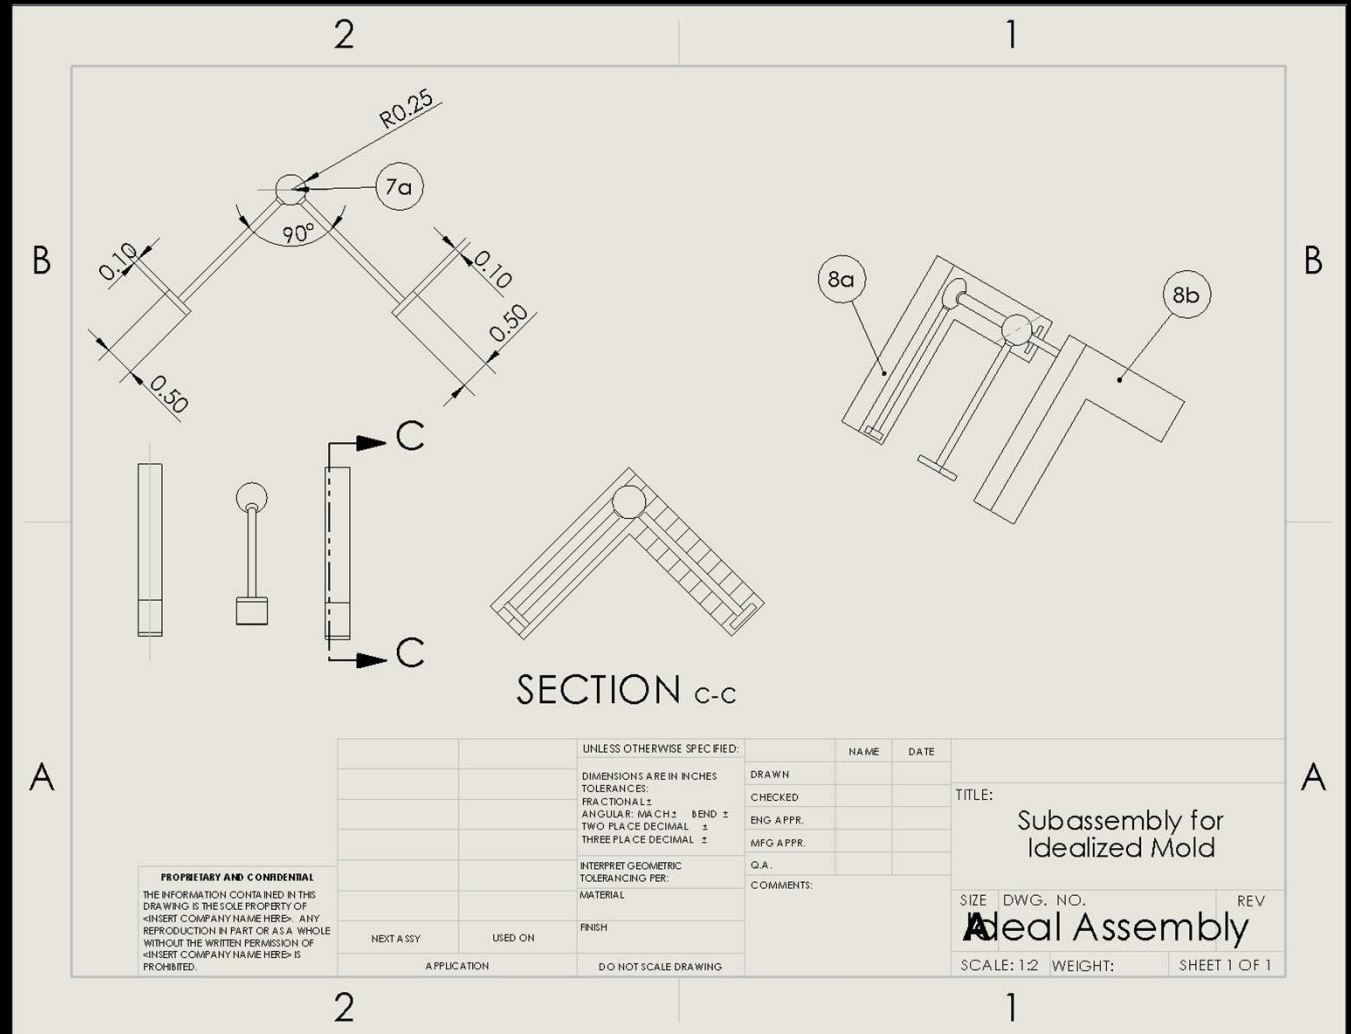 2
1
R0.25
7a
90°
0.10
0.10
0.50
0.50
B
B
8a
8b
C
C
SECTION C-C
A
A
UNLESS OTHERWISE SPECIFIED:
DIMENSIONS ARE IN INCHES
TOLERANCES:
FRACTIONAL ±
ANGULAR: MACH ± BEND ±
TWO PLACE DECIMAL ±
THREE PLACE DECIMAL ±
INTERPRET GEOMETRIC
TOLERANCING PER:
MATERIAL
FINISH
DO NOT SCALE DRAWING
NAME DATE
DRAWN
CHECKED
ENG APPR.
MFG APPR.
Q.A.
COMMENTS:
TITLE:
Subassembly for
Idealized Mold
SIZE DWG. NO. REV
A Ideal Assembly
SCALE: 1:2 WEIGHT: SHEET 1 OF 1
PROPRIETARY AND CONFIDENTIAL
THE INFORMATION CONTAINED IN THIS
DRAWING IS THE SOLE PROPERTY OF
<INSERT COMPANY NAME HERE>. ANY
REPRODUCTION IN PART OR AS A WHOLE
WITHOUT THE WRITTEN PERMISSION OF
<INSERT COMPANY NAME HERE> IS
PROHIBITED.
NEXT ASSY USED ON
APPLICATION
2
1